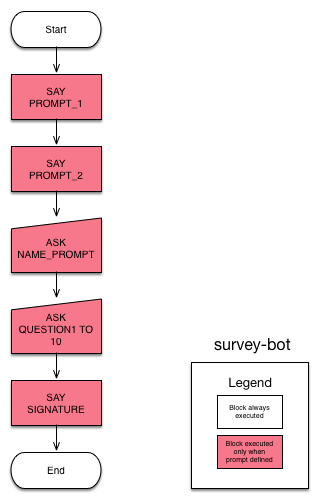 Start
SAY
PROMPT_1
SAY
PROMPT_2
ASK
NAME_PROMPT
ASK
QUESTION1 TO
10
SAY
SIGNATURE
End
survey-bot
Legend
Block always
executed
Block executed
only when
prompt defined